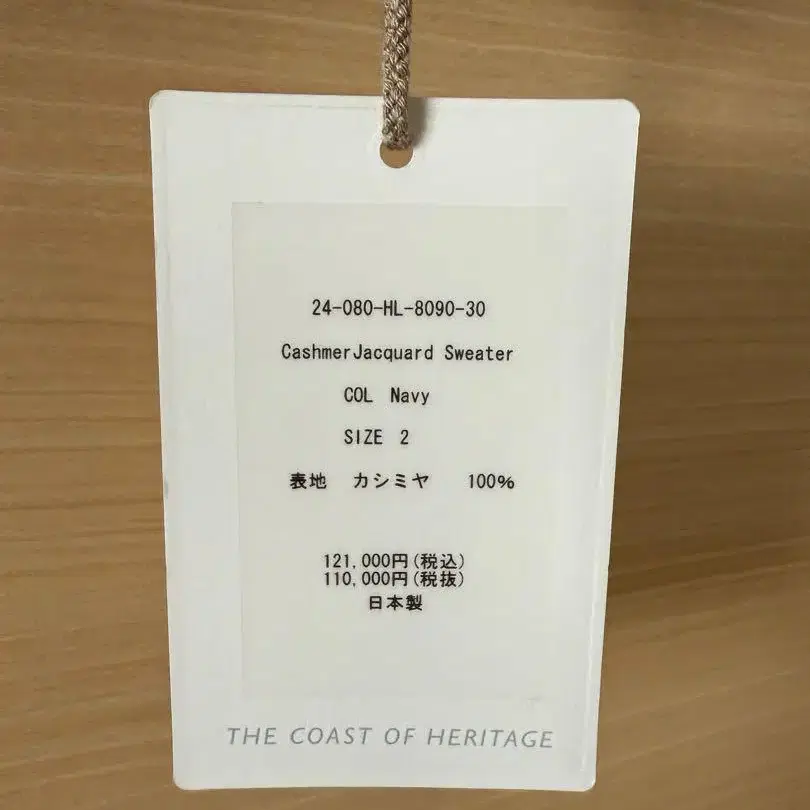 24-080-HL-8090-30
CashmerJacquard Sweater
COL Navy
SIZE 2
表地 カシミヤ 100%
121,000円(税込)
110,000円(税抜)
日本製
THE COAST OF HERITAGE